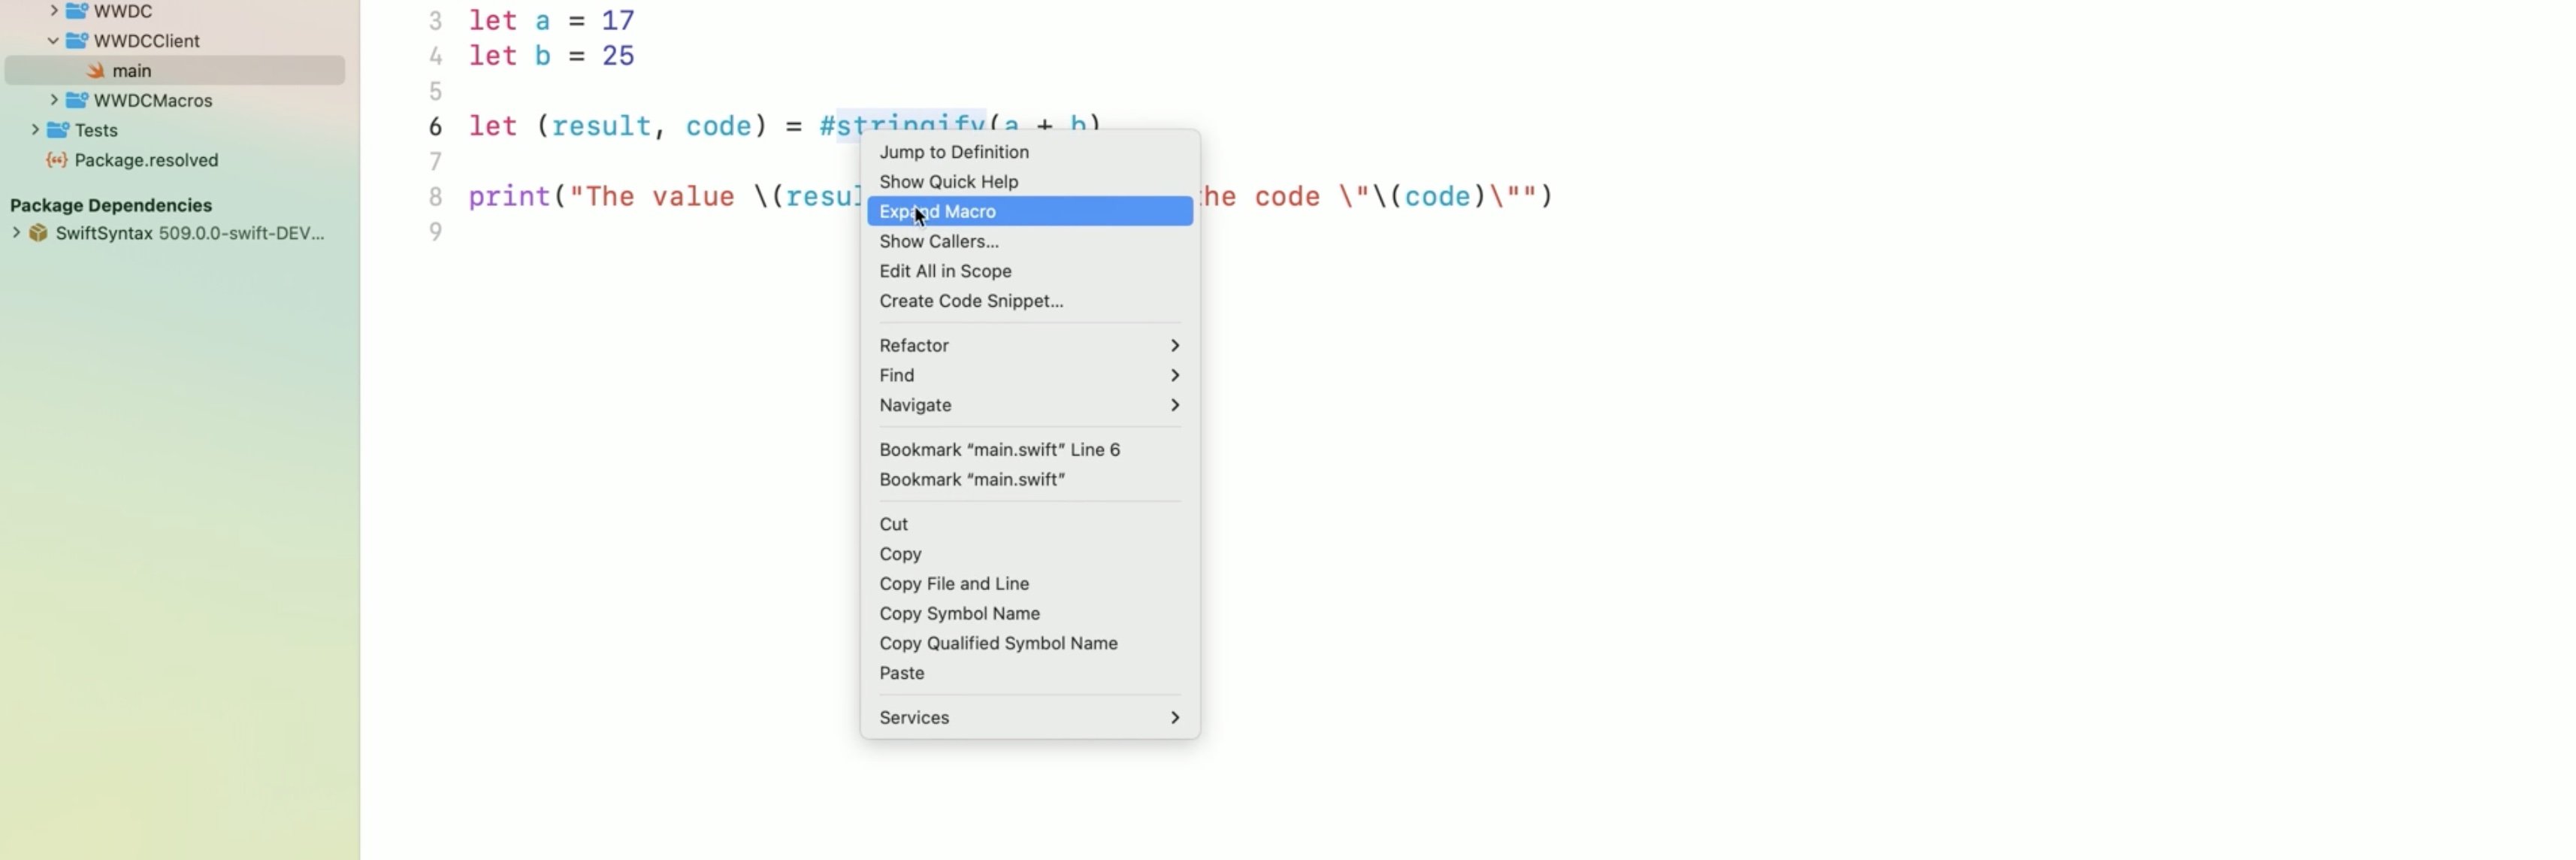 WWDC
WWDCClient
main
WWDCMacros
Tests
Package.resolved
Package Dependencies
SwiftSyntax 509.0.0-swift-DEV...
3 let a = 17
4 let b = 25
5
6 let (result, code) = #stringify(a + b)
7
8 print("The value \(resul he code \"\(code)\"")
9
Jump to Definition
Show Quick Help
Expand Macro
Show Callers...
Edit All in Scope
Create Code Snippet...
Refactor
Find
Navigate
Bookmark “main.swift” Line 6
Bookmark “main.swift”
Cut
Copy
Copy File and Line
Copy Symbol Name
Copy Qualified Symbol Name
Paste
Services